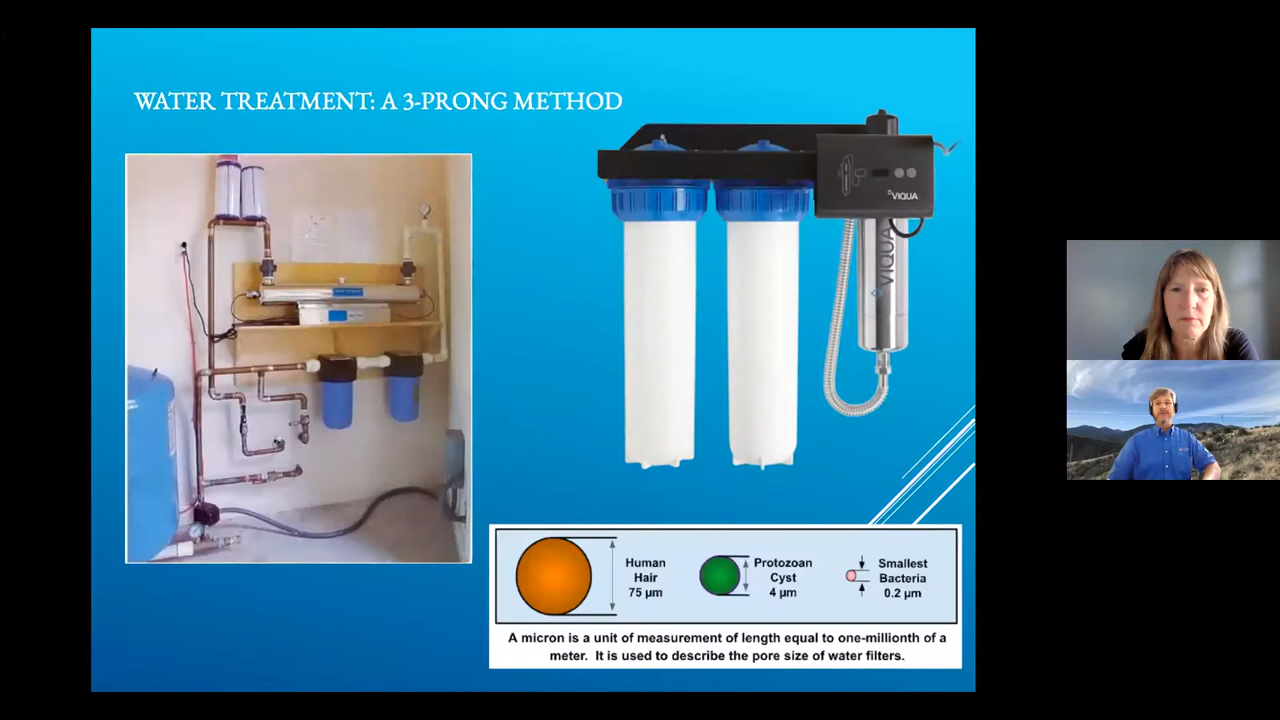 WATER TREATMENT: A 3-PRONG METHOD
VIQUA
VIQUA
Human
Hair
75 µm
Protozoan
Cyst
4 µm
Smallest
Bacteria
0.2 µm
A micron is a unit of measurement of length equal to one-millionth of a
meter. It is used to describe the pore size of water filters.